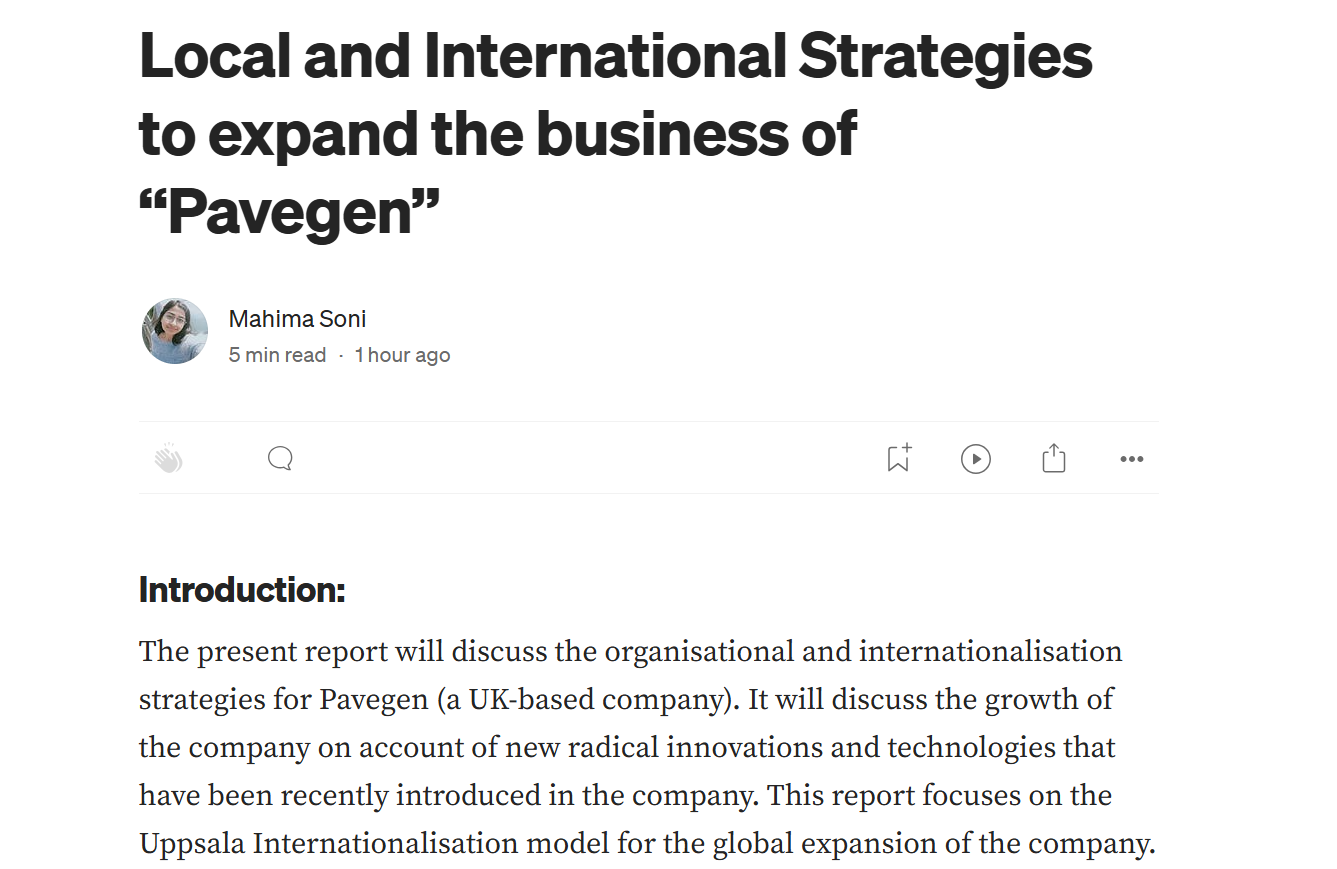 Local and International Strategies
to expand the business of
“Pavegen”
Mahima Soni
5 min read · 1 hour ago
Introduction:
The present report will discuss the organisational and internationalisation
strategies for Pavegen (a UK-based company). It will discuss the growth of
the company on account of new radical innovations and technologies that
have been recently introduced in the company. This report focuses on the
Uppsala Internationalisation model for the global expansion of the company.